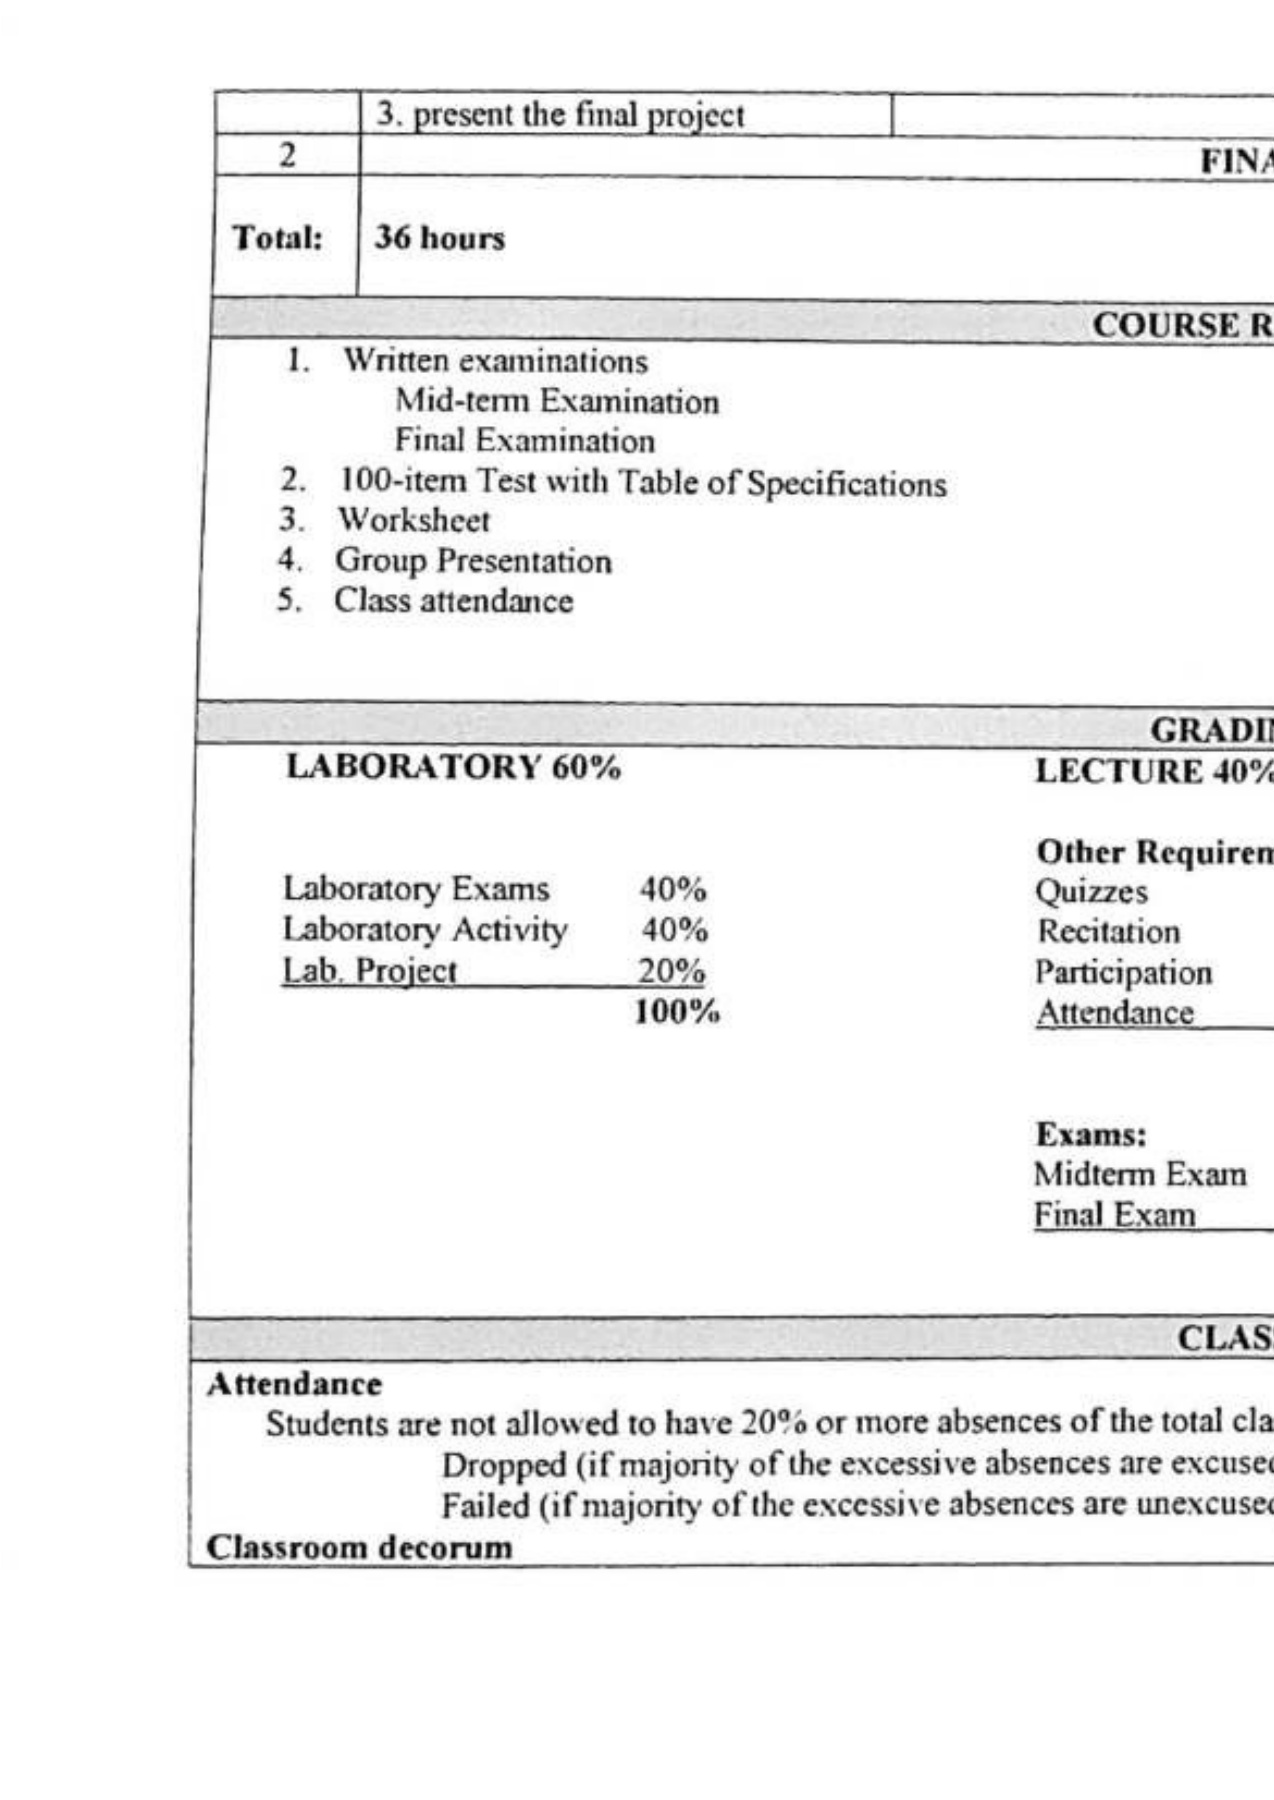 3. present the final project
2 FINA
Total: 36 hours
COURSE R
1. Written examinations
Mid-term Examination
Final Examination
2. 100-item Test with Table of Specifications
3. Worksheet
4. Group Presentation
5. Class attendance
GRADI
LABORATORY 60% LECTURE 40%
Other Requirem
Laboratory Exams 40% Quizzes
Laboratory Activity 40% Recitation
Lab. Project 20% Participation
100% Attendance
Exams:
Midterm Exam
Final Exam
CLAS
Attendance
Students are not allowed to have 20% or more absences of the total cla
Dropped (if majority of the excessive absences are excused
Failed (if majority of the excessive absences are unexcused
Classroom decorum